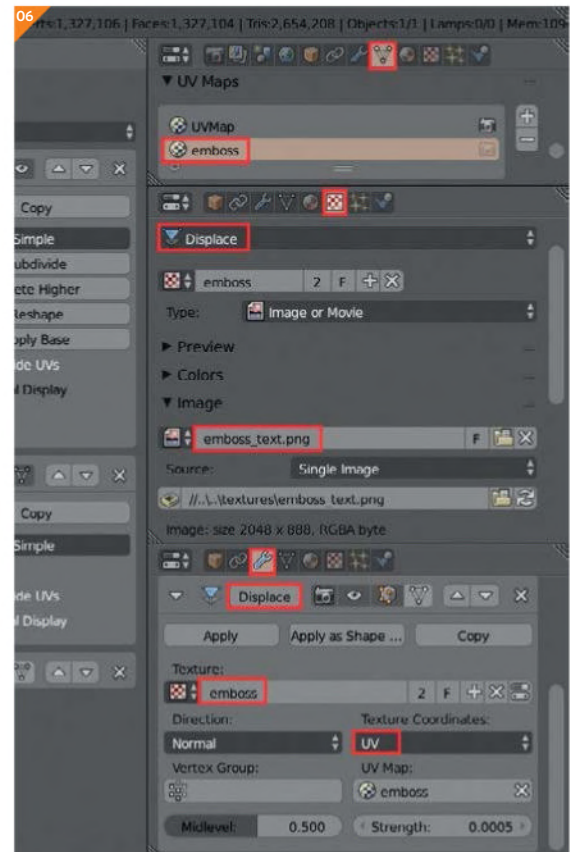 06
rts:1,327,106 | Faces:1,327,104 | Tris:2,654,208 | Objects:1/1 | Lamps:0/0 | Mem:109
UV Maps
UVMap
emboss
Copy
Simple
ubdivide
ete Higher
Reshape
pply Base
ide UVs
l Display
Displace
emboss 2 F
Type: Image or Movie
Preview
Colors
Image
emboss_text.png F
Source: Single Image
//..\..\textures\emboss_text.png
Image: size 2048 x 888, RGBA byte
Copy
Simple
ide UVs
l Display
Displace
Apply Apply as Shape ... Copy
Texture:
emboss 2 F
Direction: Texture Coordinates:
Normal UV
Vertex Group: UV Map:
emboss
Midlevel: 0.500 Strength: 0.0005